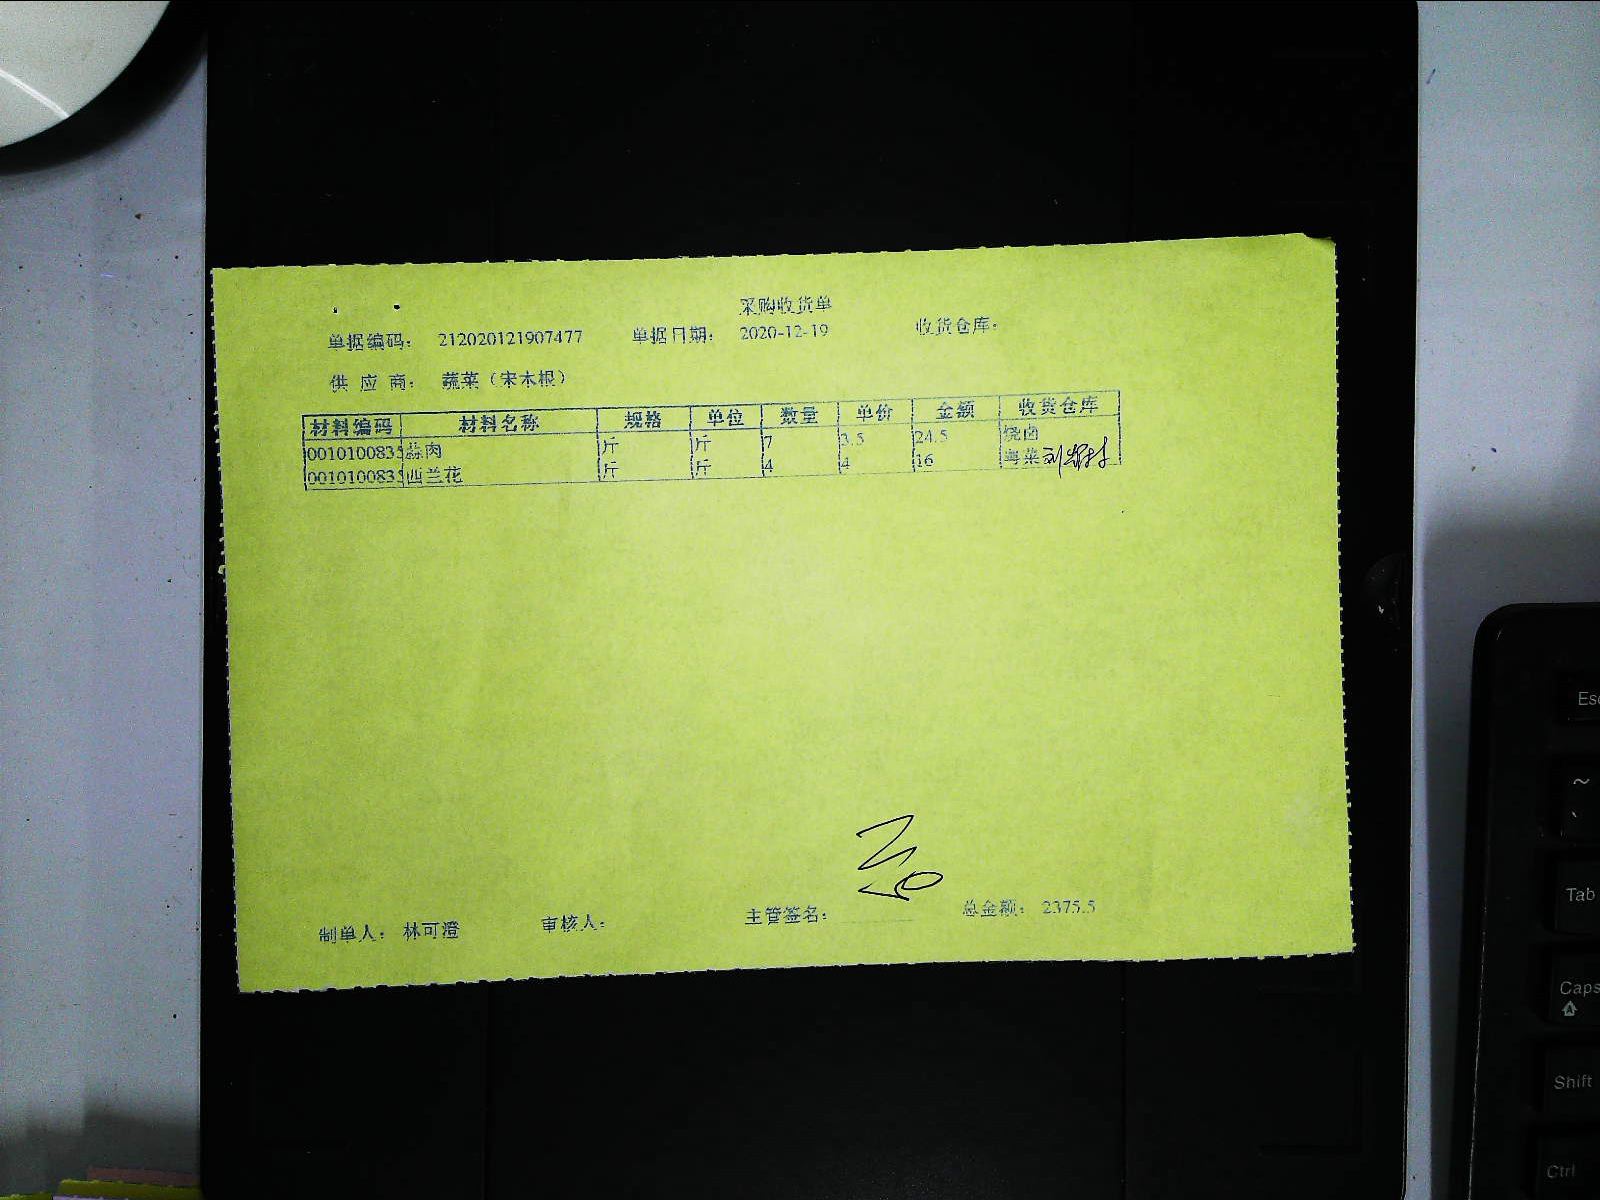 采购收货单
单据编码： 212020121907477 单据日期： 2020-12-19 收货仓库：
供 应 商： 蔬菜（宋本根）
材料编码 材料名称 规格 单位 数量 单价 金额 收货仓库
0010100835 蒜肉 斤 斤 7 3.5 24.5 烧卤
0010100833 西兰花 斤 斤 4 4 16 粤菜
制单人： 林可澄 审核人： 主管签名： 总金额： 2375.5
Esc
~
、
Tab
Caps
Shift
Ctrl